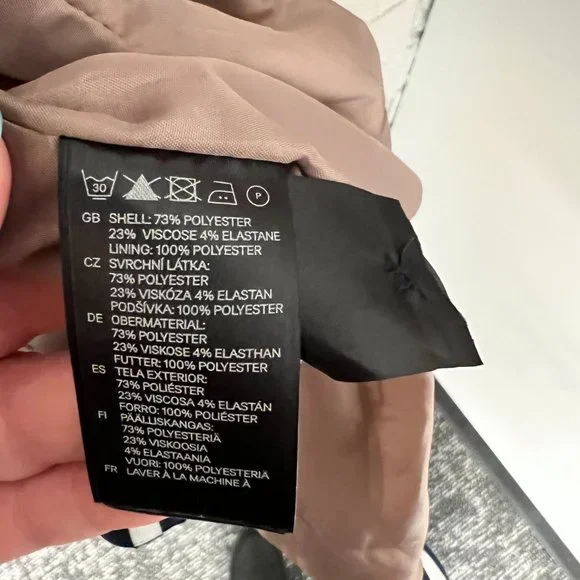 30
P
GB SHELL: 73% POLYESTER
23% VISCOSE 4% ELASTANE
LINING: 100% POLYESTER
CZ SVRCHNÍ LÁTKA:
73% POLYESTER
23% VISKÓZA 4% ELASTAN
PODŠÍVKA: 100% POLYESTER
DE OBERMATERIAL:
73% POLYESTER
23% VISKOSE 4% ELASTHAN
FUTTER: 100% POLYESTER
ES TELA EXTERIOR:
73% POLIÉSTER
23% VISCOSA 4% ELASTÁN
FORRO: 100% POLIÉSTER
FI PÄÄLLISKANGAS:
73% POLYESTERIÄ
23% VISKOOSIA
4% ELASTAANIA
VUORI: 100% POLYESTERIÄ
FR LAVER À LA MACHINE À